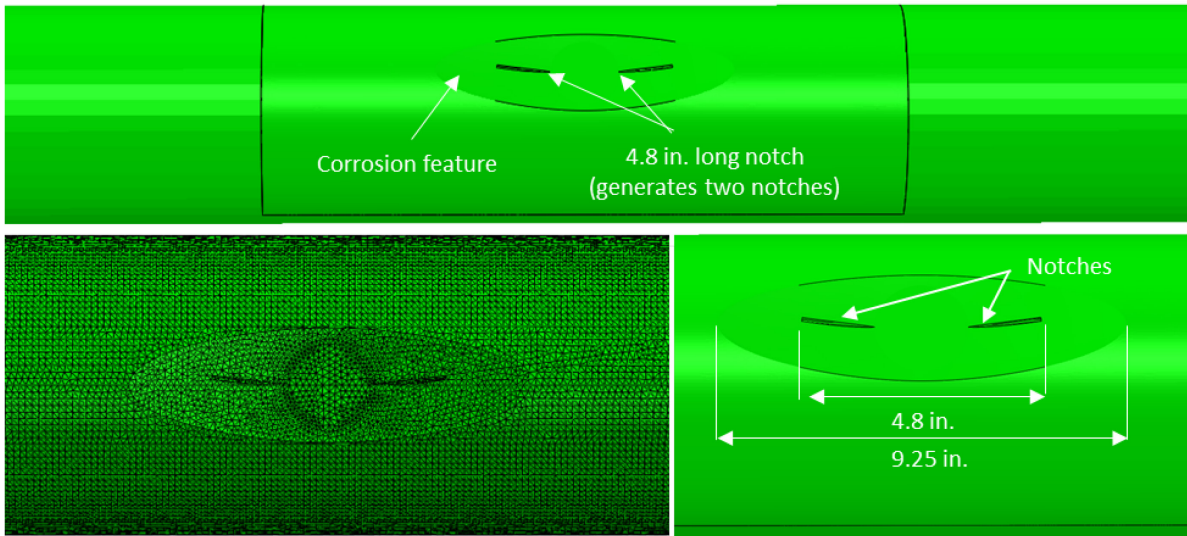 Corrosion feature
4.8 in. long notch
(generates two notches)
Notches
4.8 in.
9.25 in.